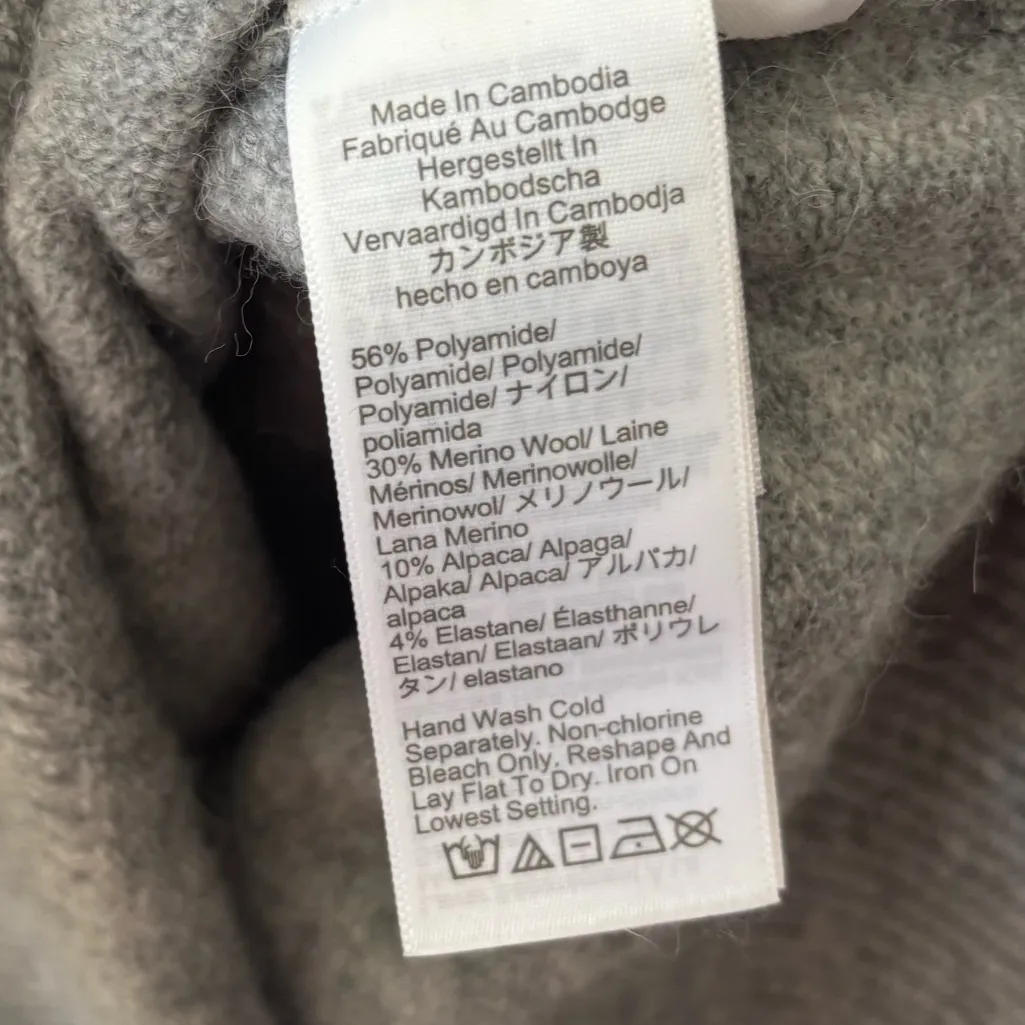 Made In Cambodia
Fabriqué Au Cambodge
Hergestellt In
Kambodscha
Vervaardigd In Cambodja
カンボジア製
hecho en camboya
56% Polyamide/
Polyamide/ Polyamide/
Polyamide/ ナイロン/
poliamida
30% Merino Wool/ Laine
Mérinos/ Merinowolle/
Merinowol/ メリノウール/
Lana Merino
10% Alpaca/ Alpaga/
Alpaka/ Alpaca/ アルパカ/
alpaca
4% Elastane/ Élasthanne/
Elastan/ Elastaan/ ポリウレ
タン/ elastano
Hand Wash Cold
Separately. Non-chlorine
Bleach Only. Reshape And
Lay Flat To Dry. Iron On
Lowest Setting.